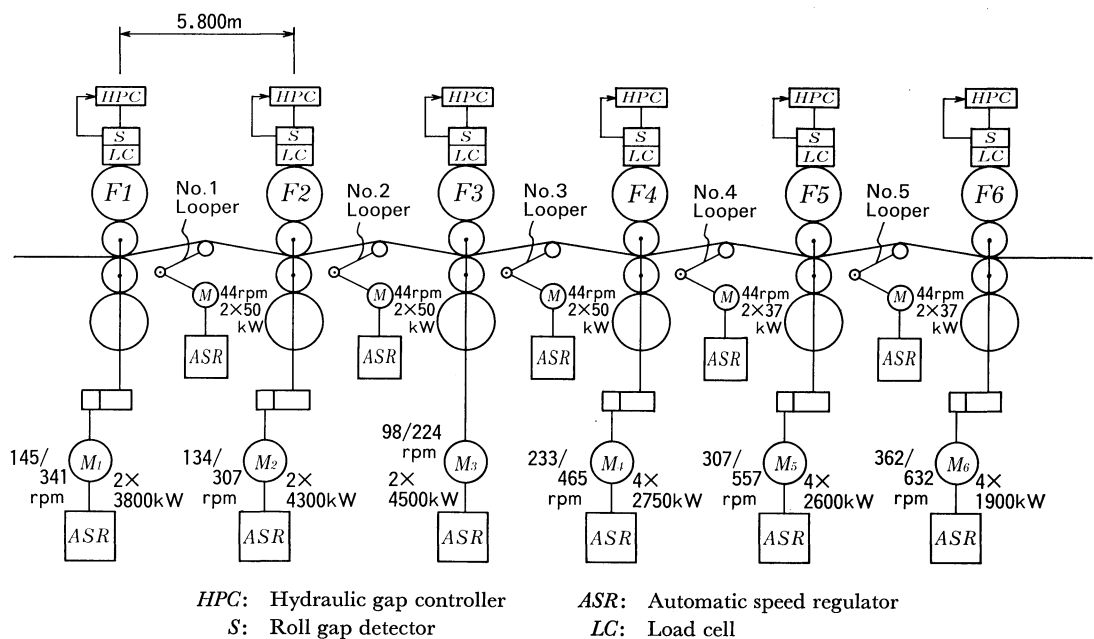 5.800m
HPC HPC HPC HPC HPC HPC
S S S S S S
LC LC LC LC LC LC
F1 F2 F3 F4 F5 F6
No.1 No.2 No.3 No.4 No.5
Looper Looper Looper Looper Looper
M 44rpm M 44rpm M 44rpm M 44rpm M 44rpm
2×50 2×50 2×50 2×37 2×37
kW kW kW kW kW
ASR ASR ASR ASR ASR
145/ 134/ 98/224 233/ 307/ 362/
341 307 rpm 465 557 632
rpm rpm rpm rpm rpm
M1 M2 M3 M4 M5 M6
2× 2× 2× 4× 4× 4×
3800kW 4300kW 4500kW 2750kW 2600kW 1900kW
ASR ASR ASR ASR ASR ASR
HPC: Hydraulic gap controller ASR: Automatic speed regulator
S: Roll gap detector LC: Load cell